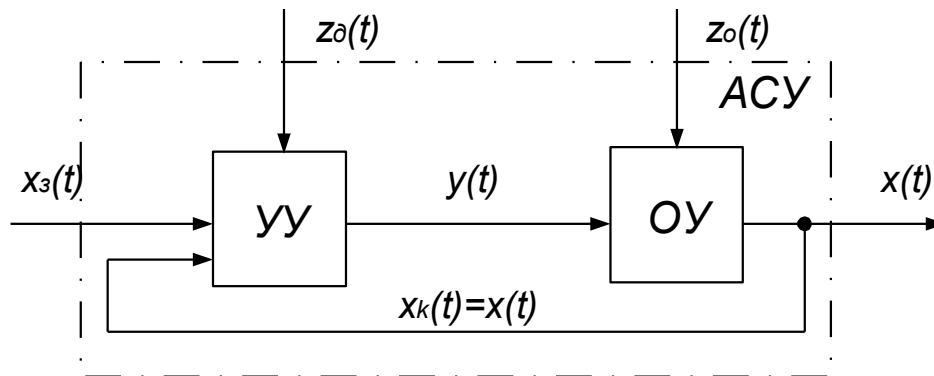 zд(t)
zо(t)
АСУ
xз(t)
УУ
y(t)
ОУ
x(t)
xk(t)=x(t)